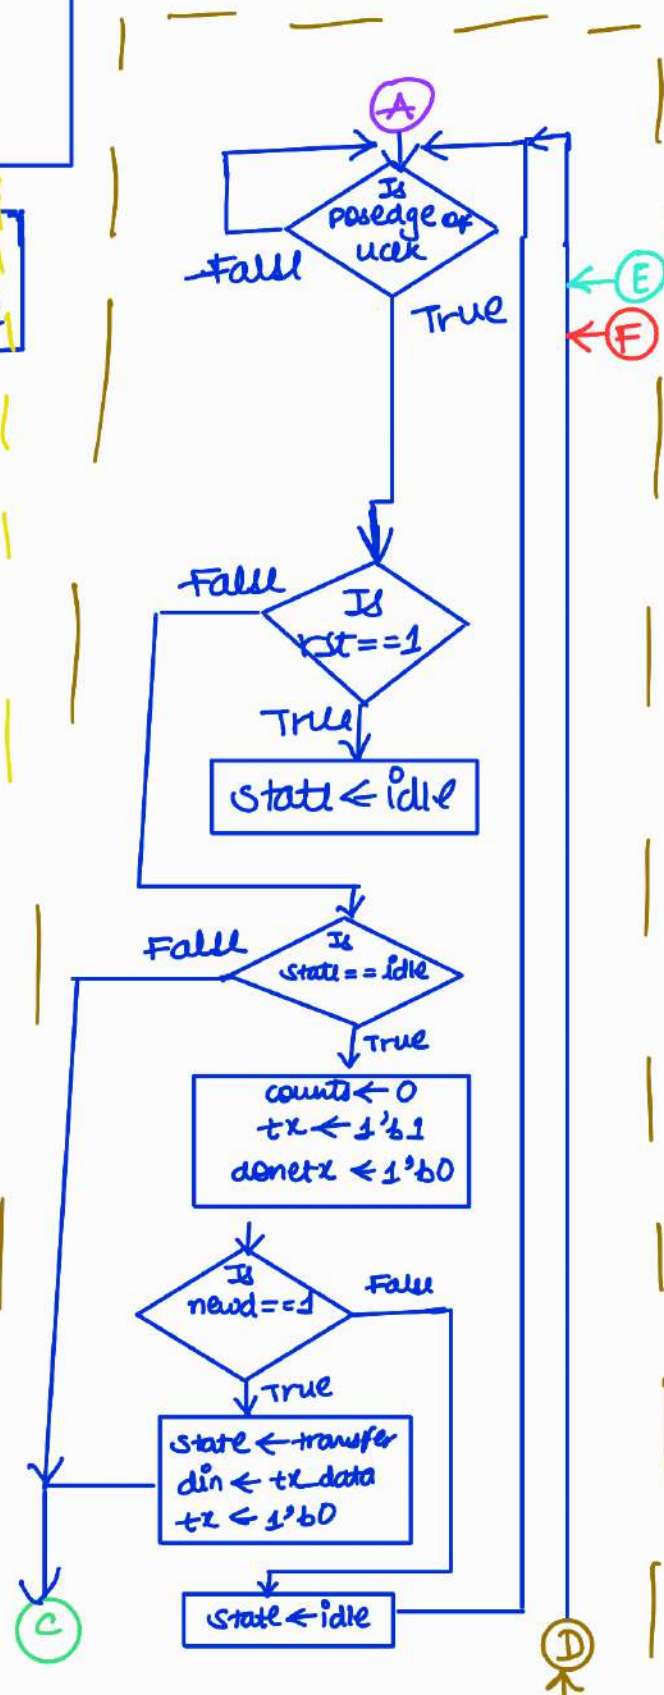 A
Is
posedge of
uclk
False
True
E
F
False
Is
rst==1
True
state ← idle
False
Is
state == idle
True
counts ← 0
tx ← 1'b1
donetx ← 1'b0
Is
newd==1
False
True
state ← transfer
din ← tx_data
tx ← 1'b0
state ← idle
C
D